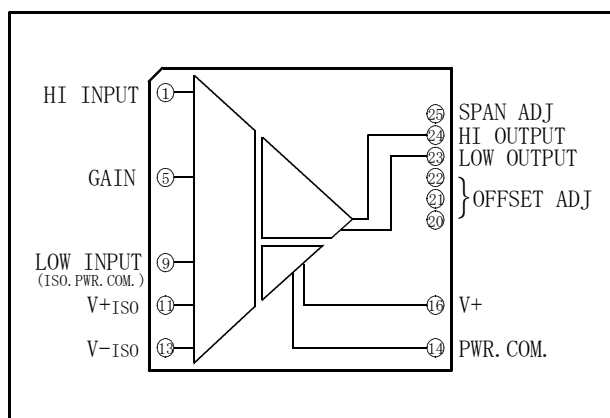 HI INPUT ①
GAIN ⑤
LOW INPUT ⑨
(ISO.PWR.COM.)
V+ISO ⑪
V-ISO ⑬
㉕ SPAN ADJ
㉔ HI OUTPUT
㉓ LOW OUTPUT
㉒
㉑ } OFFSET ADJ
⑳
⑯ V+
⑭ PWR.COM.